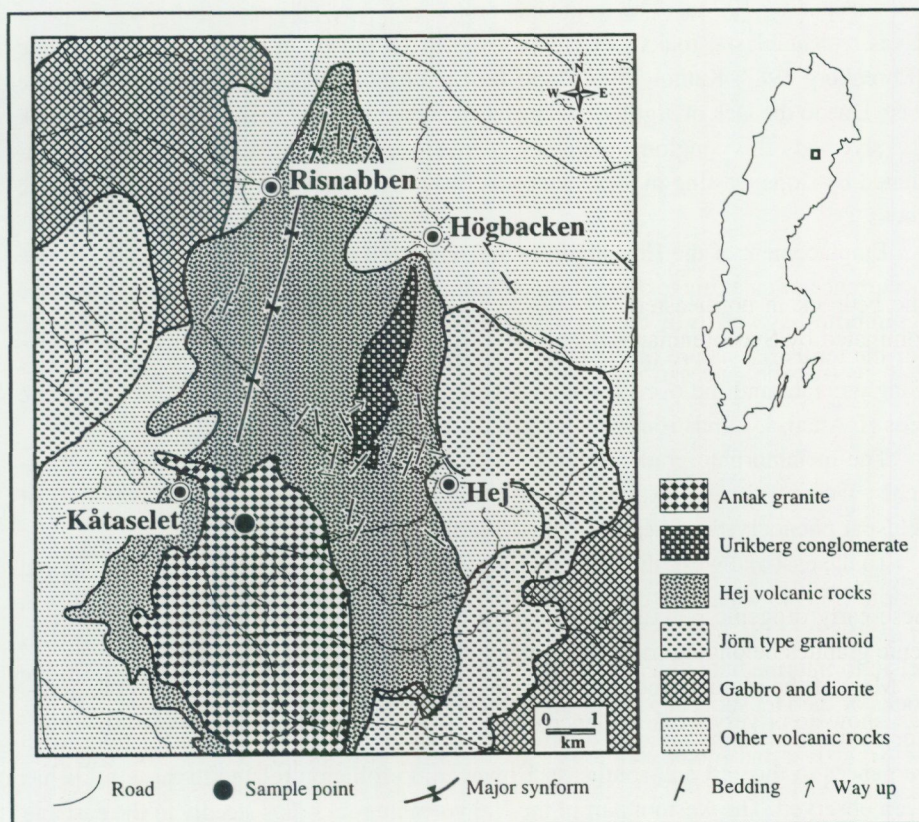 N
W E
S
Risnabben
Högbacken
Kåtaselet
Hej
0 1
km
Antak granite
Urikberg conglomerate
Hej volcanic rocks
Jörn type granitoid
Gabbro and diorite
Other volcanic rocks
Road
Sample point
Major synform
Bedding
Way up